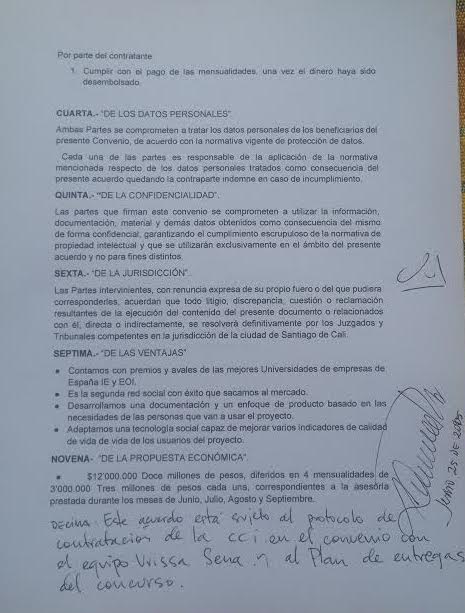 Por parte del contratante
1. Cumplir con el pago de las mensualidades, una vez el dinero haya sido
desembolsado.
CUARTA.- "DE LOS DATOS PERSONALES".
Ambas Partes se comprometen a tratar los datos personales de los beneficiarios del
presente Convenio, de acuerdo con la normativa vigente de protección de datos.
Cada una de las partes es responsable de la aplicación de la normativa
mencionada respecto de los datos personales tratados como consecuencia del
presente acuerdo quedando la contraparte indemne en caso de incumplimiento.
QUINTA.- "DE LA CONFIDENCIALIDAD".
Las partes que firman este convenio se comprometen a utilizar la información,
documentación, material y demás datos obtenidos como consecuencia del mismo
de forma confidencial, garantizando el cumplimiento escrupuloso de la normativa de
propiedad intelectual y que se utilizarán exclusivamente en el ámbito del presente
acuerdo y no para fines distintos.
SEXTA.- "DE LA JURISDICCIÓN".
Las Partes intervinientes, con renuncia expresa de su propio fuero o del que pudiera
corresponderles, acuerdan que todo litigio, discrepancia, cuestión o reclamación
resultantes de la ejecución del contenido del presente documento o relacionados
con él, directa o indirectamente, se resolverá definitivamente por los Juzgados y
Tribunales competentes en la jurisdicción de la ciudad de Santiago de Cali.
SEPTIMA.- "DE LAS VENTAJAS"
• Contamos con premios y avales de las mejores Universidades de empresas de
España IE y EOI.
• Es la segunda red social con éxito que sacamos al mercado.
• Desarrollamos una documentación y un enfoque de producto basado en las
necesidades de las personas que van a usar el proyecto.
• Adaptamos una tecnología social capaz de mejorar varios indicadores de calidad
de vida de vida de los usuarios del proyecto.
NOVENA.- "DE LA PROPUESTA ECONÓMICA".
• $12'000.000 Doce millones de pesos, diferidos en 4 mensualidades de
3'000.000 Tres millones de pesos cada una, correspondientes a la asesoría
prestada durante los meses de Junio, Julio, Agosto y Septiembre.
DECIMA: Este acuerdo está sujeto al protocolo de
contratacion de la CCI en el convenio con
el equipo Vrissa Sena y al Plan de entregas
del concurso.
Junio 25 de